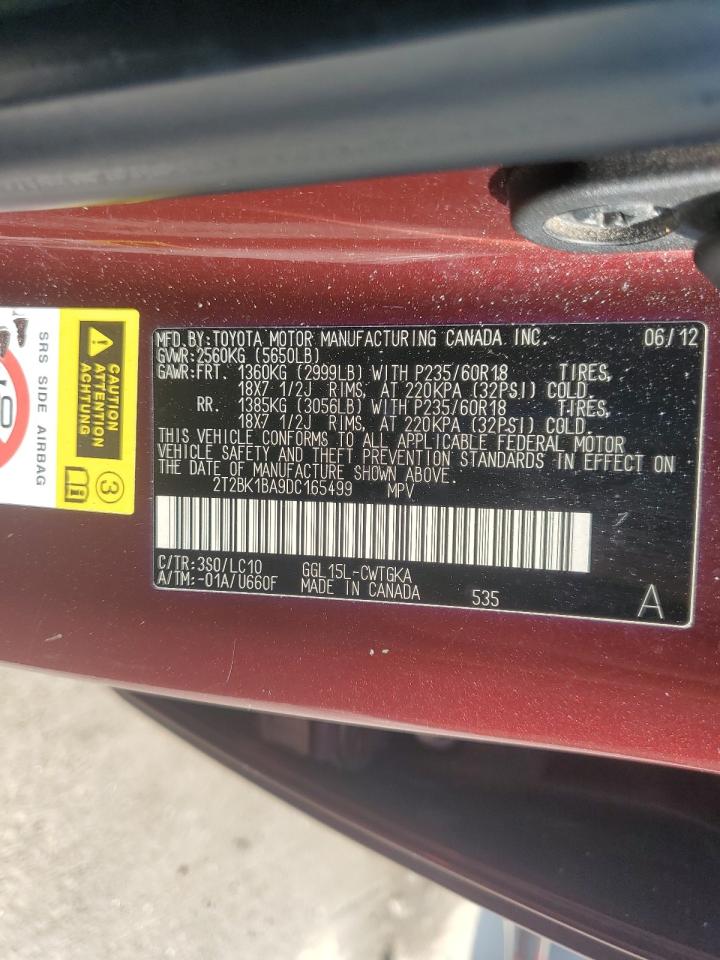 MFD.BY:TOYOTA MOTOR MANUFACTURING CANADA INC. 06/12
GVWR:2560KG (5650LB)
GAWR:FRT. 1360KG (2999LB) WITH P235/60R18 TIRES,
18X7 1/2J RIMS, AT 220KPA (32PSI) COLD.
RR. 1385KG (3056LB) WITH P235/60R18 TIRES,
18X7 1/2J RIMS, AT 220KPA (32PSI) COLD.
THIS VEHICLE CONFORMS TO ALL APPLICABLE FEDERAL MOTOR
VEHICLE SAFETY AND THEFT PREVENTION STANDARDS IN EFFECT ON
THE DATE OF MANUFACTURE SHOWN ABOVE.
2T2BK1BA9DC165499 MPV
C/TR:3S0/LC10 GGL15L-CWTGKA
A/TM:-01A/U660F MADE IN CANADA 535 A
SRS SIDE AIRBAG
CAUTION
ATTENTION
ACHTUNG
3